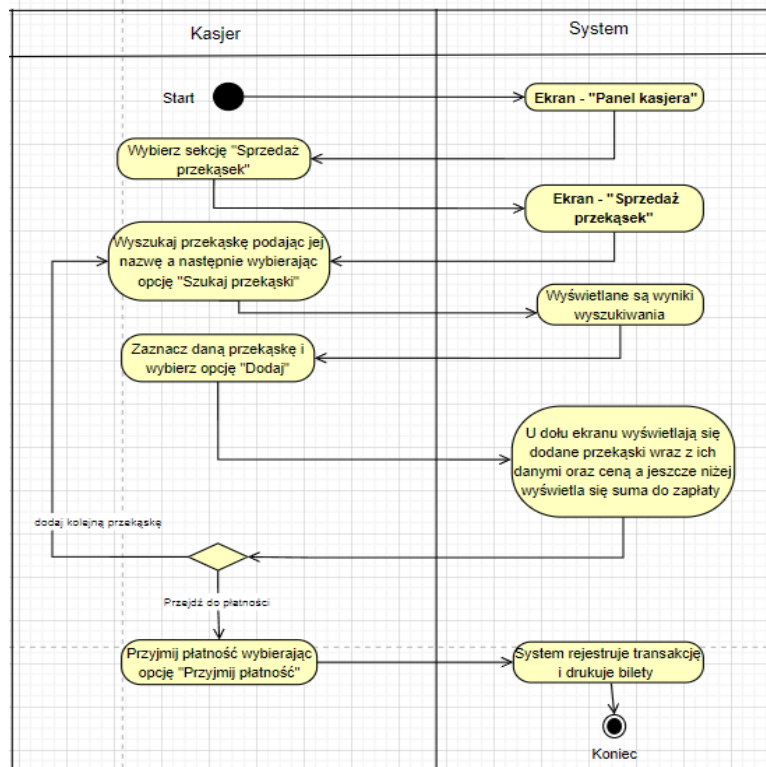 Kasjer
System
Start
Ekran - "Panel kasjera"
Wybierz sekcję "Sprzedaż
przekąsek"
Ekran - "Sprzedaż
przekąsek"
Wyszukaj przekąskę podając jej
nazwę a następnie wybierając
opcję "Szukaj przekąski"
Wyświetlane są wyniki
wyszukiwania
Zaznacz daną przekąskę i
wybierz opcję "Dodaj"
U dołu ekranu wyświetlają się
dodane przekąski wraz z ich
danymi oraz ceną a jeszcze niżej
wyświetla się suma do zapłaty
dodaj kolejną przekąskę
Przejdź do płatności
Przyjmij płatność wybierając
opcję "Przyjmij płatność"
System rejestruje transakcję
i drukuje bilety
Koniec